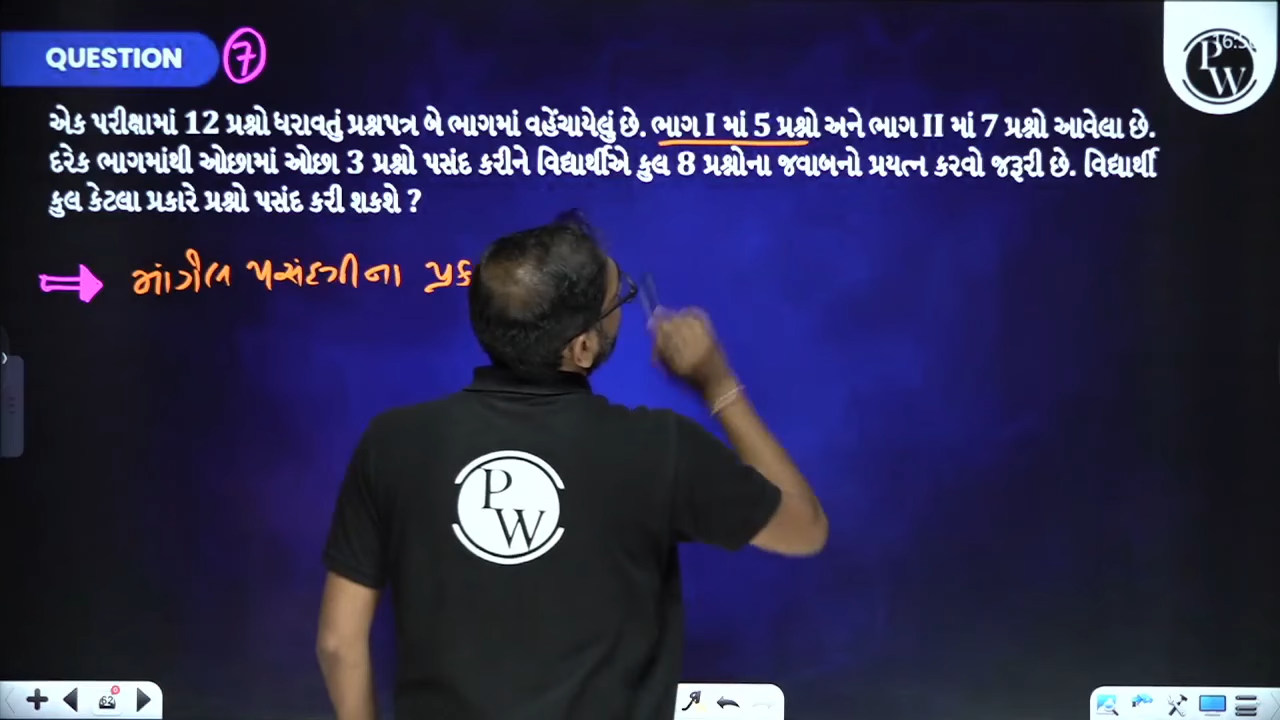 QUESTION 7
એક પરીક્ષામાં 12 પ્રશ્નો ધરાવતું પ્રશ્નપત્ર બે ભાગમાં વહેંચાયેલું છે. ભાગ I માં 5 પ્રશ્નો અને ભાગ II માં 7 પ્રશ્નો આવેલા છે.
દરેક ભાગમાંથી ઓછામાં ઓછા 3 પ્રશ્નો પસંદ કરીને વિદ્યાર્થીએ કુલ 8 પ્રશ્નોના જવાબનો પ્રયત્ન કરવો જરૂરી છે. વિદ્યાર્થી
કુલ કેટલા પ્રકારે પ્રશ્નો પસંદ કરી શકશે ?
માંગેલ પસંદગીના પ્રક
PW
PW
62